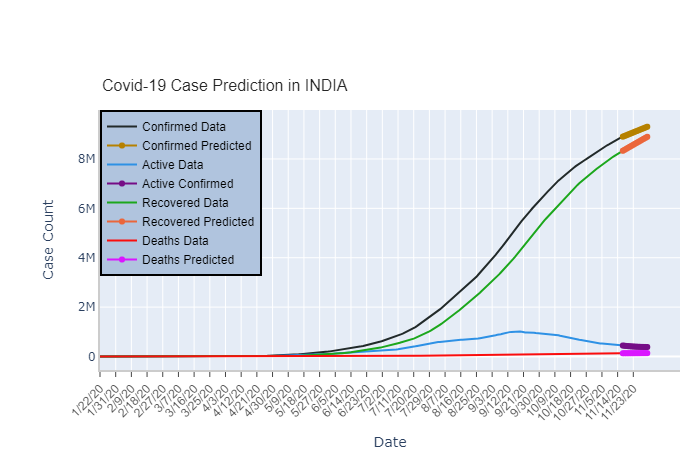 Covid-19 Case Prediction in INDIA
Confirmed Data
Confirmed Predicted
Active Data
Active Confirmed
Recovered Data
Recovered Predicted
Deaths Data
Deaths Predicted
Case Count
8M
6M
4M
2M
0
1/22/20 1/31/20 2/9/20 2/18/20 2/27/20 3/7/20 3/16/20 3/25/20 4/3/20 4/12/20 4/21/20 4/30/20 5/9/20 5/18/20 5/27/20 6/5/20 6/14/20 6/23/20 7/2/20 7/11/20 7/20/20 7/29/20 8/7/20 8/16/20 8/25/20 9/3/20 9/12/20 9/21/20 9/30/20 10/9/20 10/18/20 10/27/20 11/5/20 11/14/20 11/23/20
Date